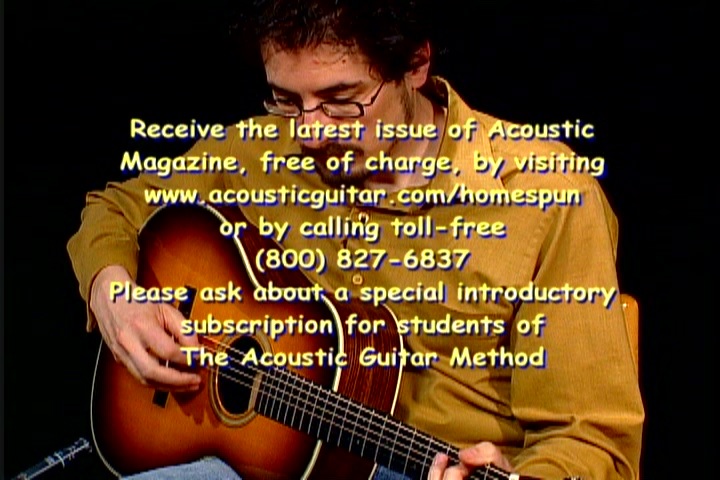 Receive the latest issue of Acoustic
Magazine, free of charge, by visiting
www.acousticguitar.com/homespun
or by calling toll-free
(800) 827-6837
Please ask about a special introductory
subscription for students of
The Acoustic Guitar Method